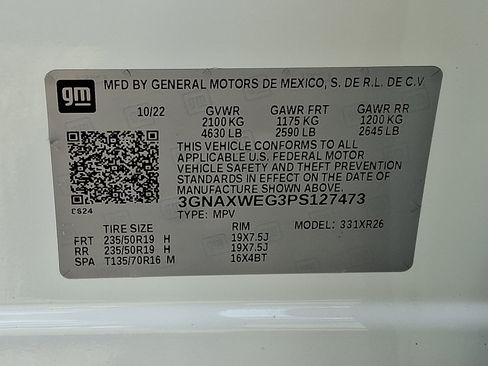 gm
MFD BY GENERAL MOTORS DE MEXICO, S. DE R.L. DE C.V
10/22 GVWR GAWR FRT GAWR RR
2100 KG 1175 KG 1200 KG
4630 LB 2590 LB 2645 LB
THIS VEHICLE CONFORMS TO ALL
APPLICABLE U.S. FEDERAL MOTOR
VEHICLE SAFETY AND THEFT PREVENTION
STANDARDS IN EFFECT ON THE DATE OF
MANUFACTURE SHOWN ABOVE.
3GNAXWEG3PS127473
ES24
TYPE: MPV MODEL: 331XR26
TIRE SIZE RIM
FRT 235/50R19 H 19X7.5J
RR 235/50R19 H 19X7.5J
SPA T135/70R16 M 16X4BT